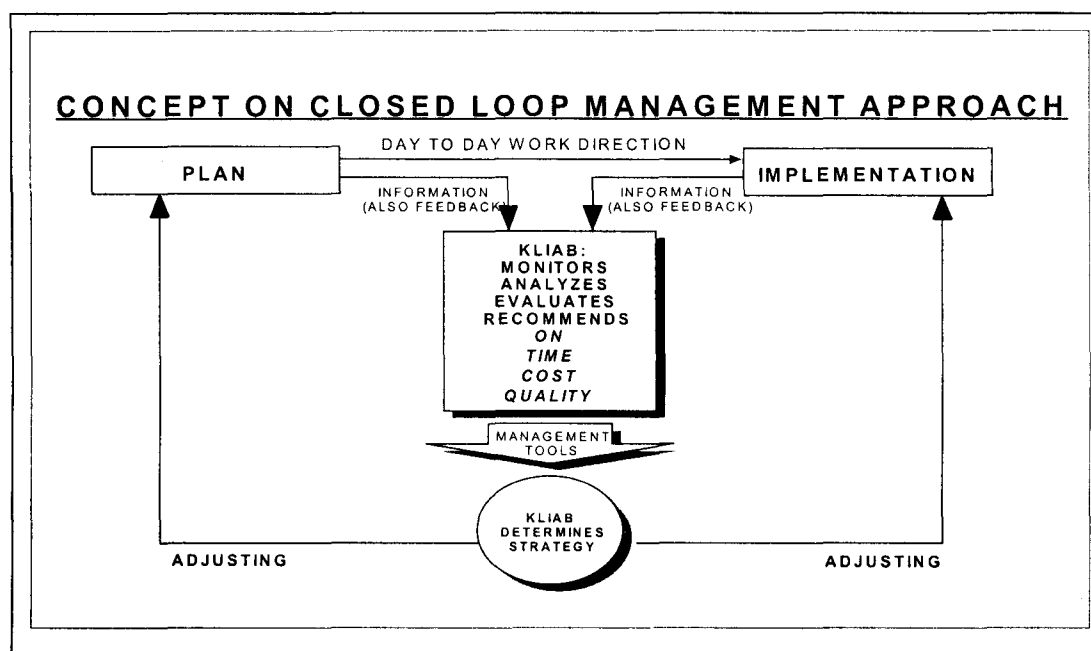 CONCEPT ON CLOSED LOOP MANAGEMENT APPROACH
DAY TO DAY WORK DIRECTION
PLAN
IMPLEMENTATION
INFORMATION
(ALSO FEEDBACK)
INFORMATION
(ALSO FEEDBACK)
KLIAB:
MONITORS
ANALYZES
EVALUATES
RECOMMENDS
ON
TIME
COST
QUALITY
MANAGEMENT
TOOLS
KLIAB
DETERMINES
STRATEGY
ADJUSTING
ADJUSTING